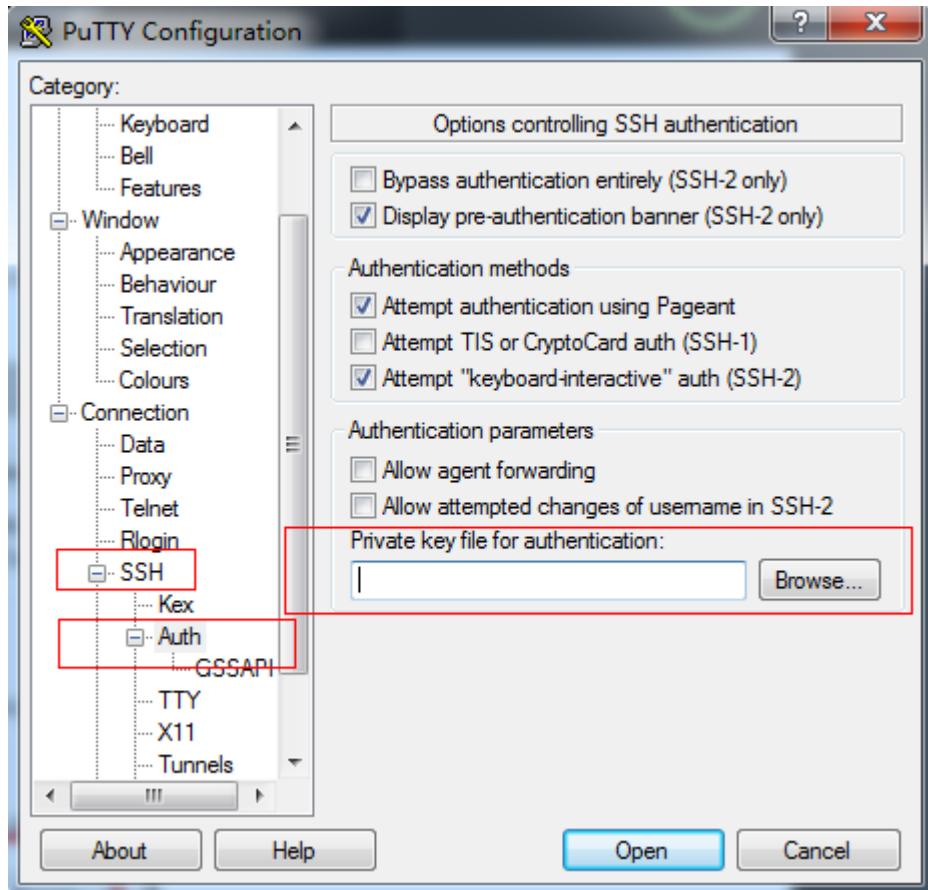 PuTTY Configuration
Category:
Keyboard
Bell
Features
Window
Appearance
Behaviour
Translation
Selection
Colours
Connection
Data
Proxy
Telnet
Rlogin
SSH
Kex
Auth
GSSAPI
TTY
X11
Tunnels
Options controlling SSH authentication
Bypass authentication entirely (SSH-2 only)
Display pre-authentication banner (SSH-2 only)
Authentication methods
Attempt authentication using Pageant
Attempt TIS or CryptoCard auth (SSH-1)
Attempt "keyboard-interactive" auth (SSH-2)
Authentication parameters
Allow agent forwarding
Allow attempted changes of username in SSH-2
Private key file for authentication:
Browse...
About
Help
Open
Cancel